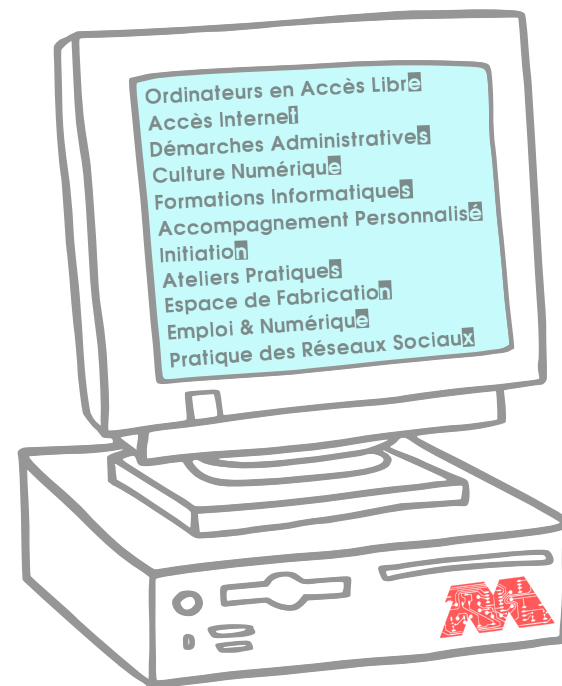 Ordinateurs en Accès Libre
Accès Internet
Démarches Administratives
Culture Numérique
Formations Informatiques
Accompagnement Personnalisé
Initiation
Ateliers Pratiques
Espace de Fabrication
Emploi & Numérique
Pratique des Réseaux Sociaux